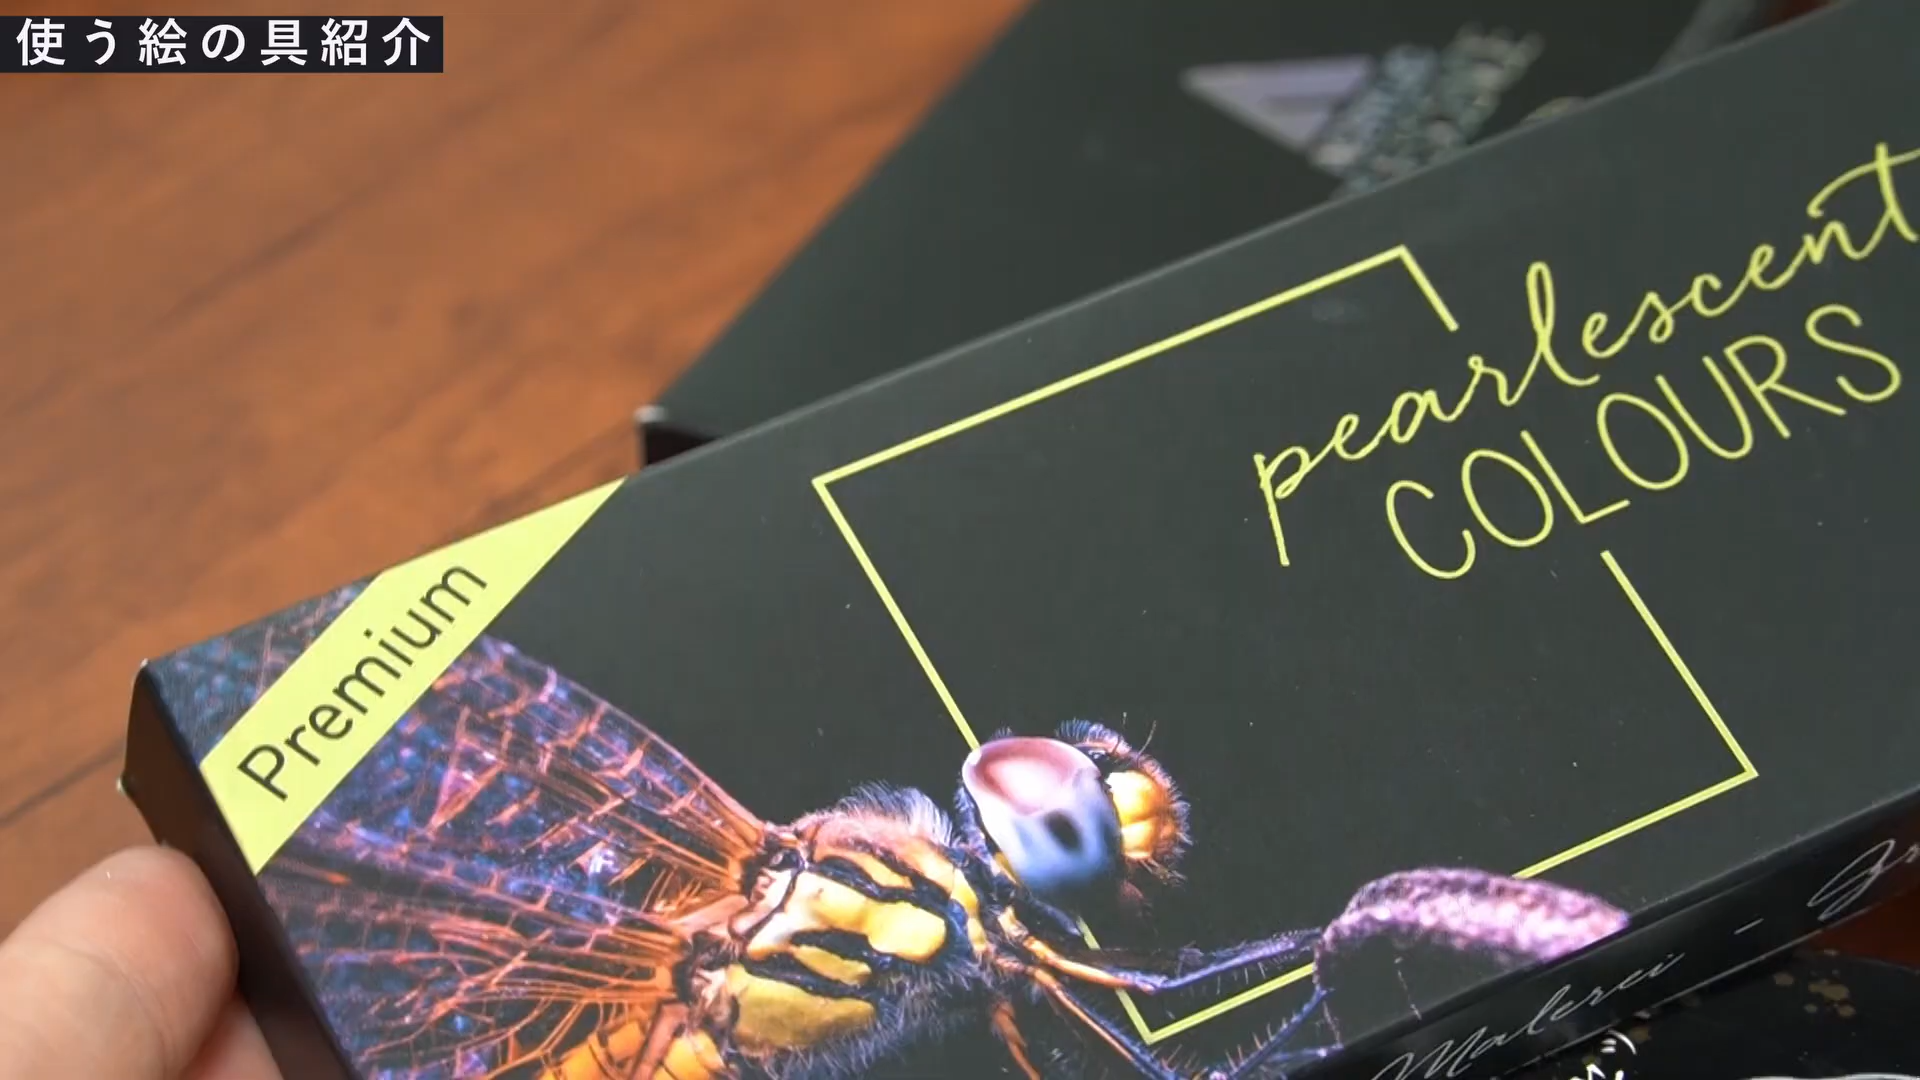 使う絵の具紹介
pearlescent
COLOURS
Premium
Malerei -